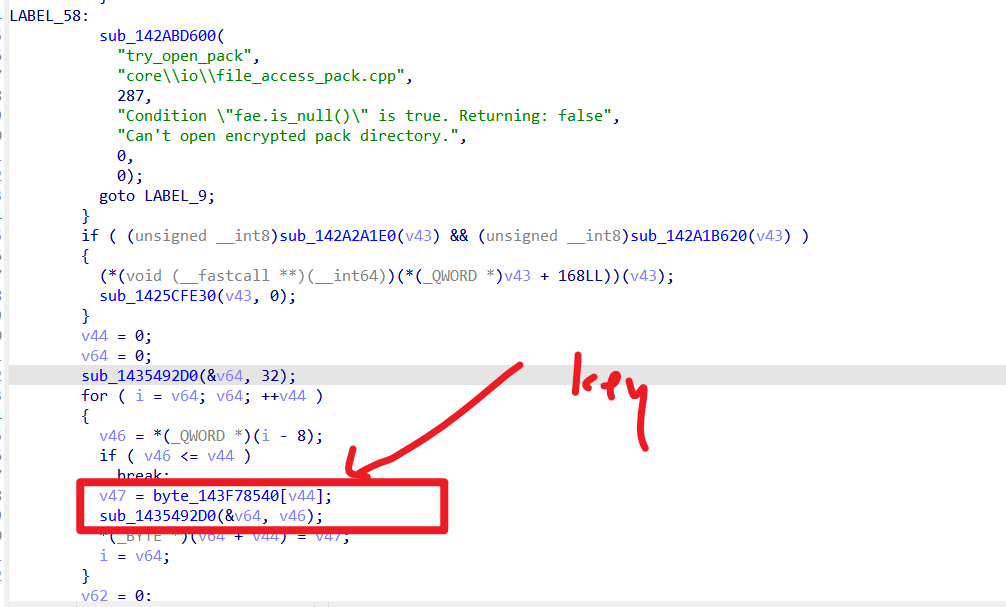 LABEL_58:
sub_142ABD600(
"try_open_pack",
"core\\io\\file_access_pack.cpp",
287,
"Condition \"fae.is_null()\" is true. Returning: false",
"Can't open encrypted pack directory.",
0,
0);
goto LABEL_9;
}
if ( (unsigned __int8)sub_142A2A1E0(v43) && (unsigned __int8)sub_142A1B620(v43) )
{
(*(void (__fastcall **)(__int64))(*(_QWORD *)v43 + 168LL))(v43);
sub_1425CFE30(v43, 0);
}
v44 = 0;
v64 = 0;
sub_1435492D0(&v64, 32);
key
for ( i = v64; v64; ++v44 )
{
v46 = *(_QWORD *)(i - 8);
if ( v46 <= v44 )
break;
v47 = byte_143F78540[v44];
sub_1435492D0(&v64, v46);
*(_BYTE *)(v64 + v44) = v47;
i = v64;
}
v62 = 0;